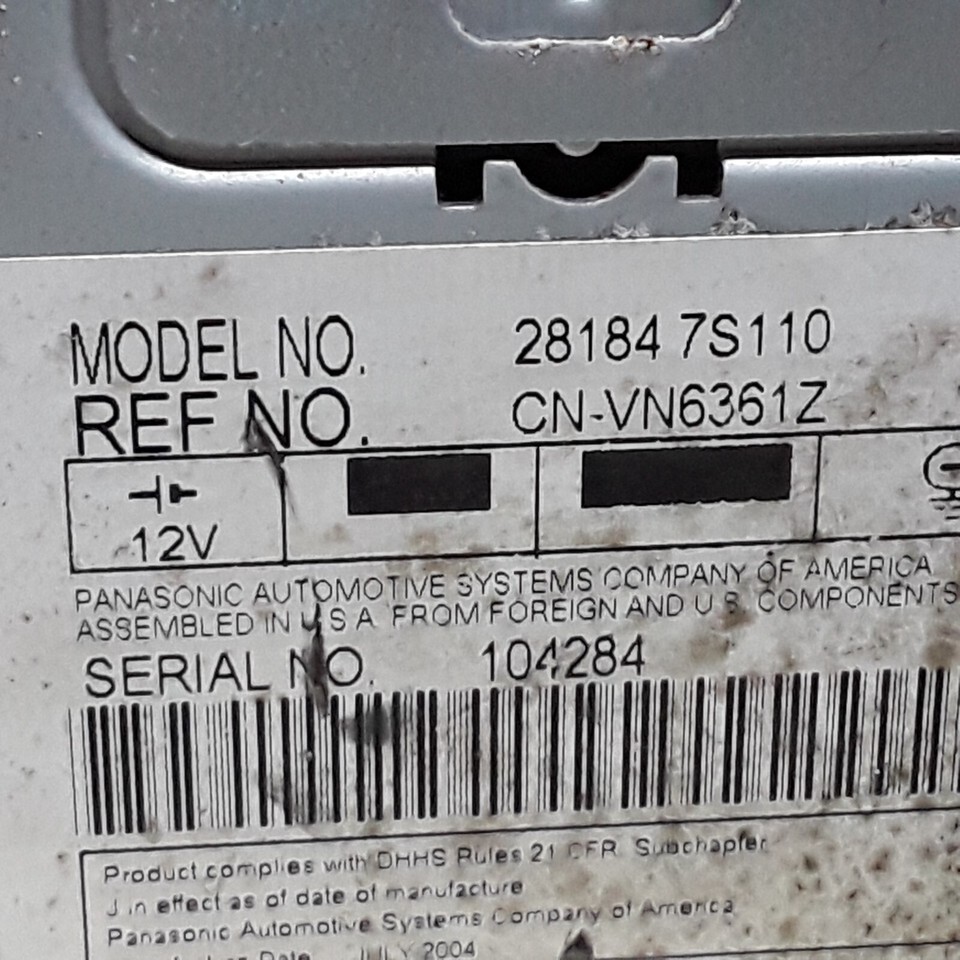 MODEL NO. 28184 7S110
REF NO. CN-VN6361Z
12V
PANASONIC AUTOMOTIVE SYSTEMS COMPANY OF AMERICA
ASSEMBLED IN U S A FROM FOREIGN AND U S COMPONENTS
SERIAL NO. 104284
Product complies with DHHS Rules 21 CFR Subchapter
J in effect as of date of manufacture
Panasonic Automotive Systems Company of America
Date JULY 2004